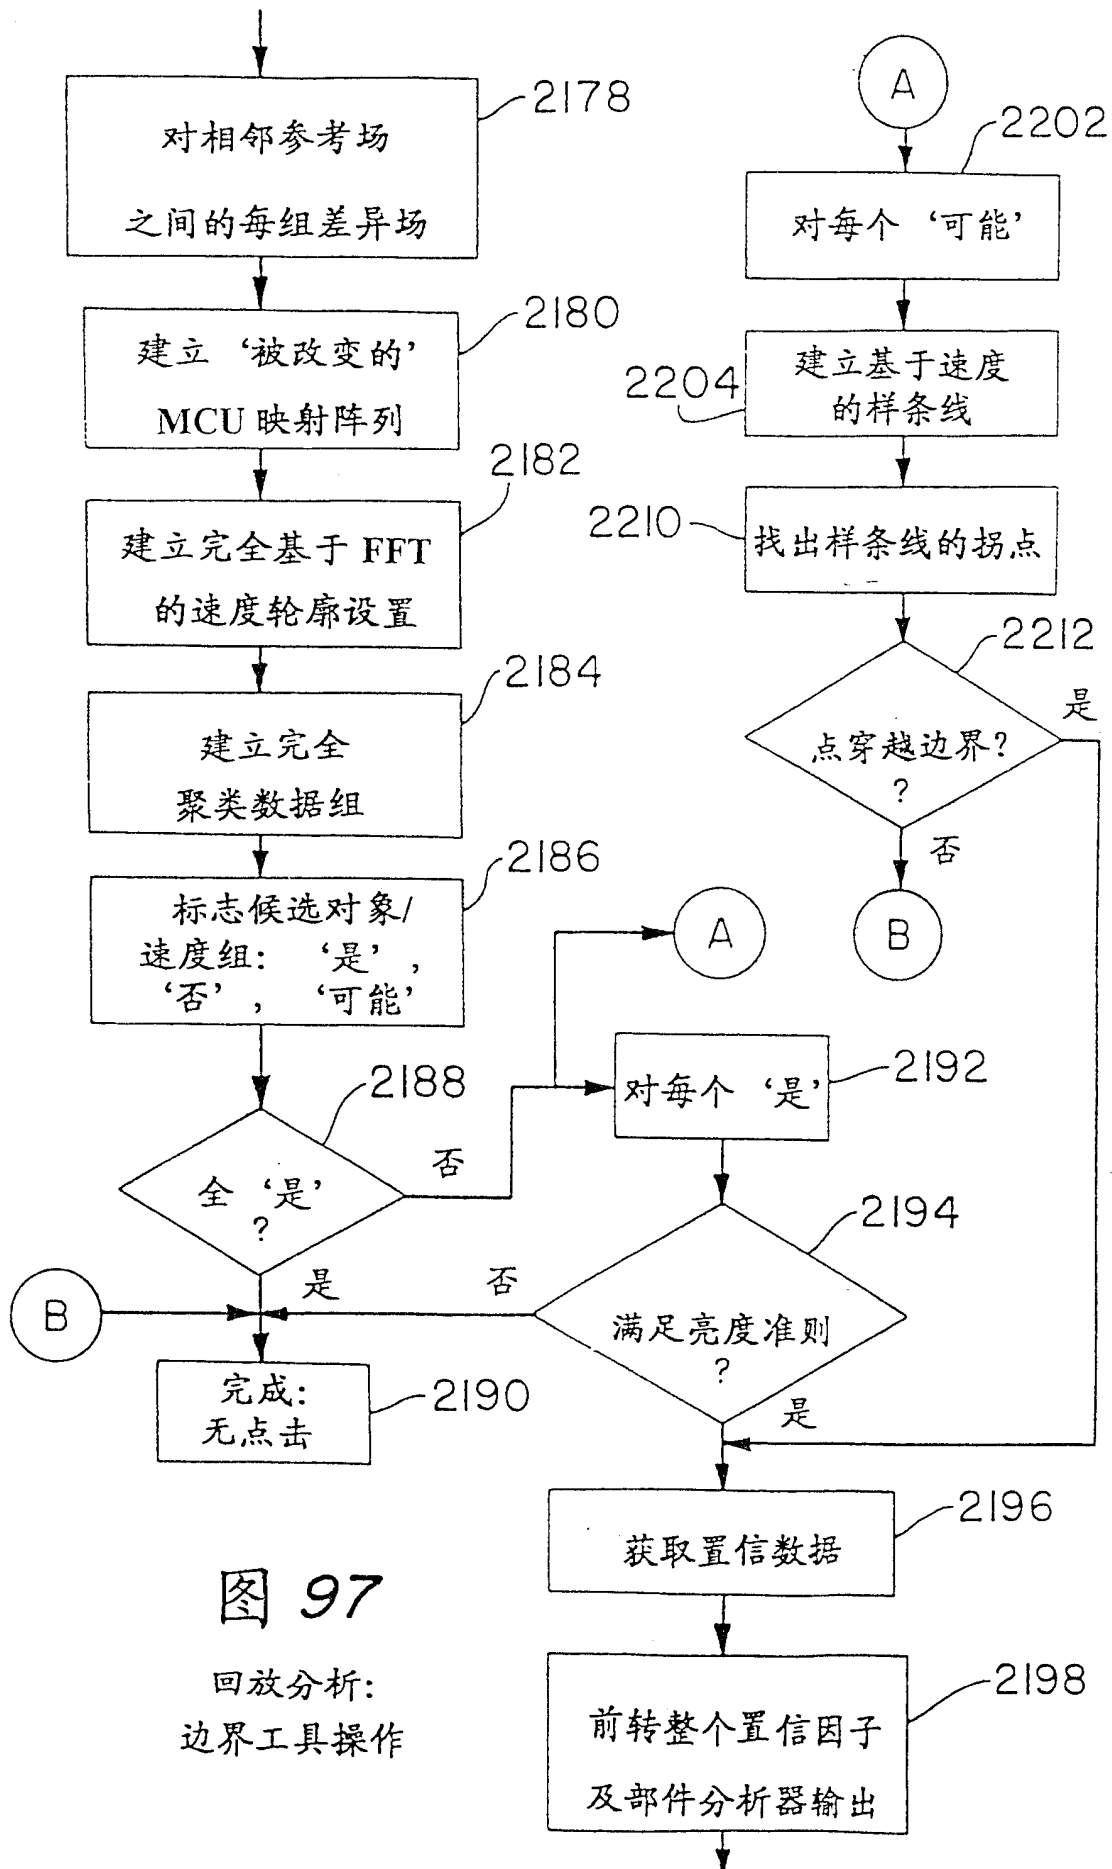 2178
对相邻参考场
之间的每组差异场
2180
建立‘被改变的’
MCU 映射阵列
2182
建立完全基于 FFT
的速度轮廓设置
2184
建立完全
聚类数据组
2186
标志候选对象/
速度组: ‘是’,
‘否’, ‘可能’
2188
全‘是’
?
否
是
B
完成:
无点击
2190
A
2202
对每个‘可能’
2204
建立基于速度
的样条线
2210
找出样条线的拐点
2212
点穿越边界?
?
是
否
B
A
对每个‘是’
2192
2194
满足亮度准则
?
否
是
2196
获取置信数据
2198
前转整个置信因子
及部件分析器输出
图 97
回放分析:
边界工具操作